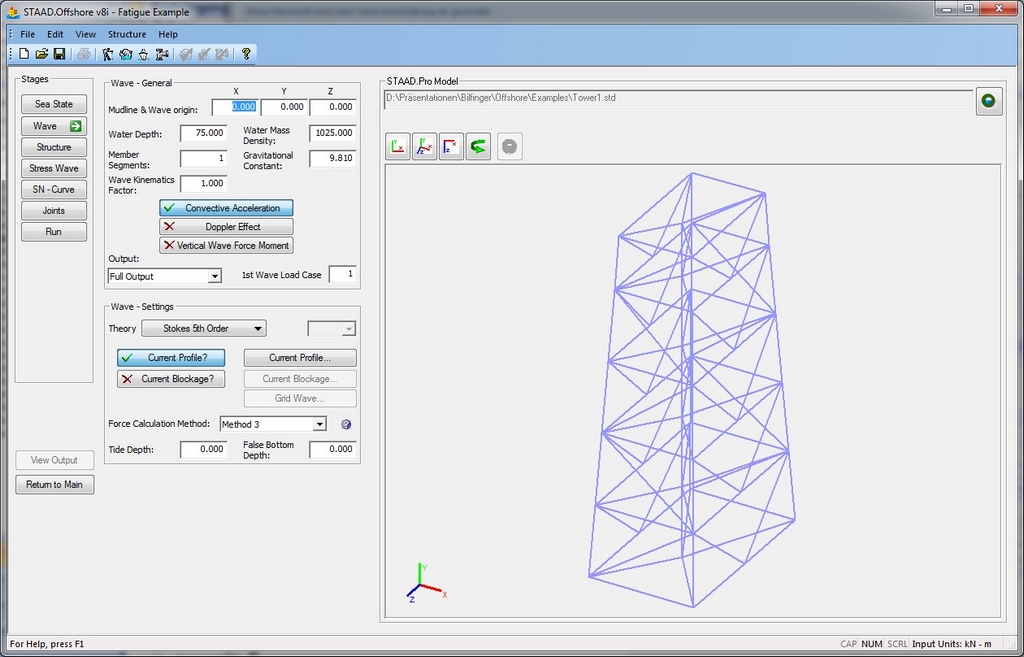 STAAD.Offshore v8i - Fatigue Example
File Edit View Structure Help
Stages
Sea State
Wave
Structure
Stress Wave
SN - Curve
Joints
Run
View Output
Return to Main
Wave - General
X Y Z
Mudline & Wave origin: 0.000 0.000 0.000
Water Depth: 75.000 Water Mass Density: 1025.000
Member Segments: 1 Gravitational Constant: 9.810
Wave Kinematics Factor: 1.000
Convective Acceleration
Doppler Effect
Vertical Wave Force Moment
Output:
Full Output 1st Wave Load Case 1
Wave - Settings
Theory Stokes 5th Order
Current Profile? Current Profile...
Current Blockage? Current Blockage...
Grid Wave...
Force Calculation Method: Method 3
Tide Depth: 0.000 False Bottom Depth: 0.000
STAAD.Pro Model
D:\Präsentationen\Bilfinger\Offshore\Examples\Tower1.std
Y
X
Z
For Help, press F1 CAP NUM SCRL Input Units: kN - m